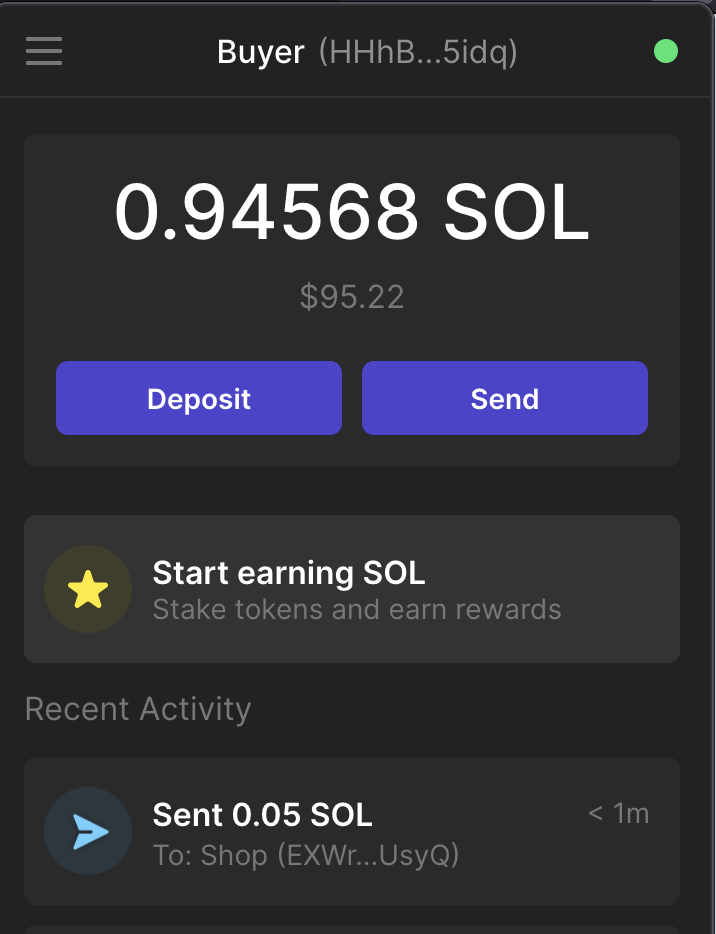 Buyer (HHhB...5idq)
0.94568 SOL
$95.22
Deposit
Send
Start earning SOL
Stake tokens and earn rewards
Recent Activity
Sent 0.05 SOL
< 1m
To: Shop (EXWr...UsyQ)